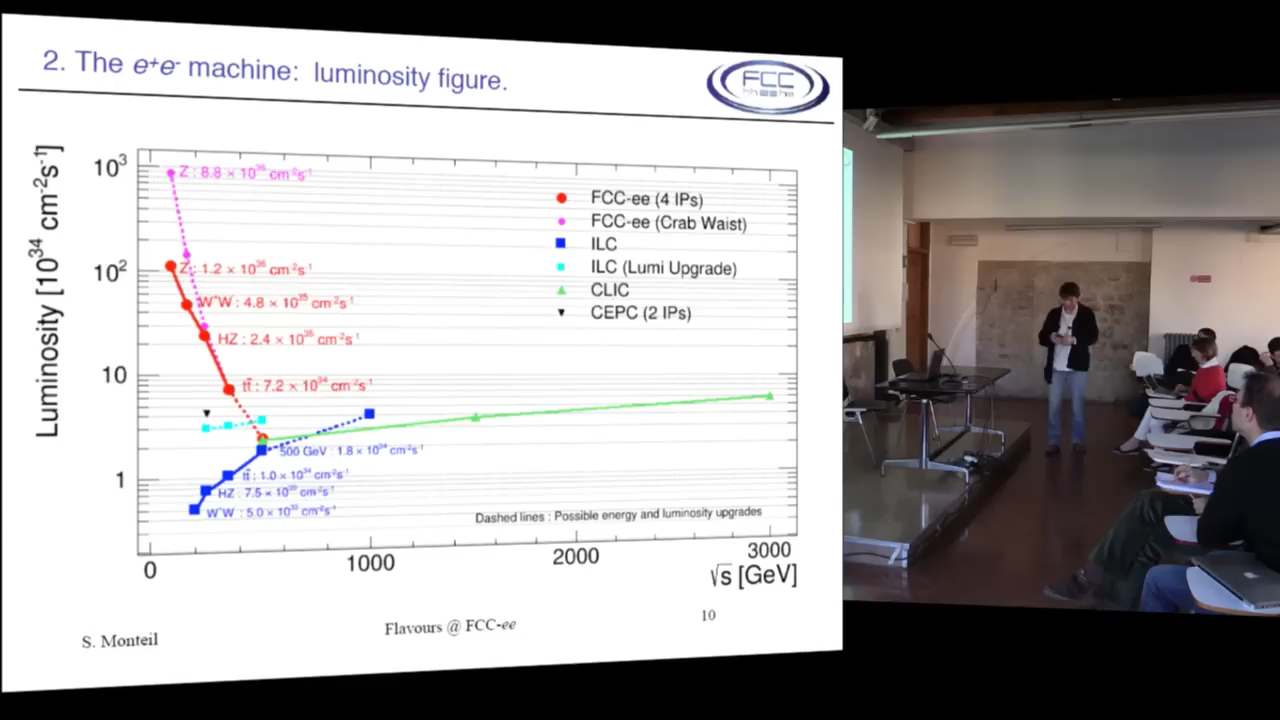 2. The e⁺e⁻ machine: luminosity figure.
FCC
Luminosity [10³⁴ cm⁻²s⁻¹]
10³
10²
10
1
Z : 8.8 × 10³⁶ cm⁻²s⁻¹
Z : 1.2 × 10³⁶ cm⁻²s⁻¹
W⁺W⁻: 4.8 × 10³⁵ cm⁻²s⁻¹
HZ : 2.4 × 10³⁵ cm⁻²s⁻¹
tt̄ : 7.2 × 10³⁴ cm⁻²s⁻¹
500 GeV : 1.8 × 10³⁴ cm⁻²s⁻¹
tt̄ : 1.0 × 10³⁴ cm⁻²s⁻¹
HZ : 7.5 × 10³³ cm⁻²s⁻¹
W⁺W⁻: 5.0 × 10³³ cm⁻²s⁻¹
FCC-ee (4 IPs)
FCC-ee (Crab Waist)
ILC
ILC (Lumi Upgrade)
CLIC
CEPC (2 IPs)
Dashed lines : Possible energy and luminosity upgrades
0
1000
2000
3000
√s [GeV]
S. Monteil
Flavours @ FCC-ee
10